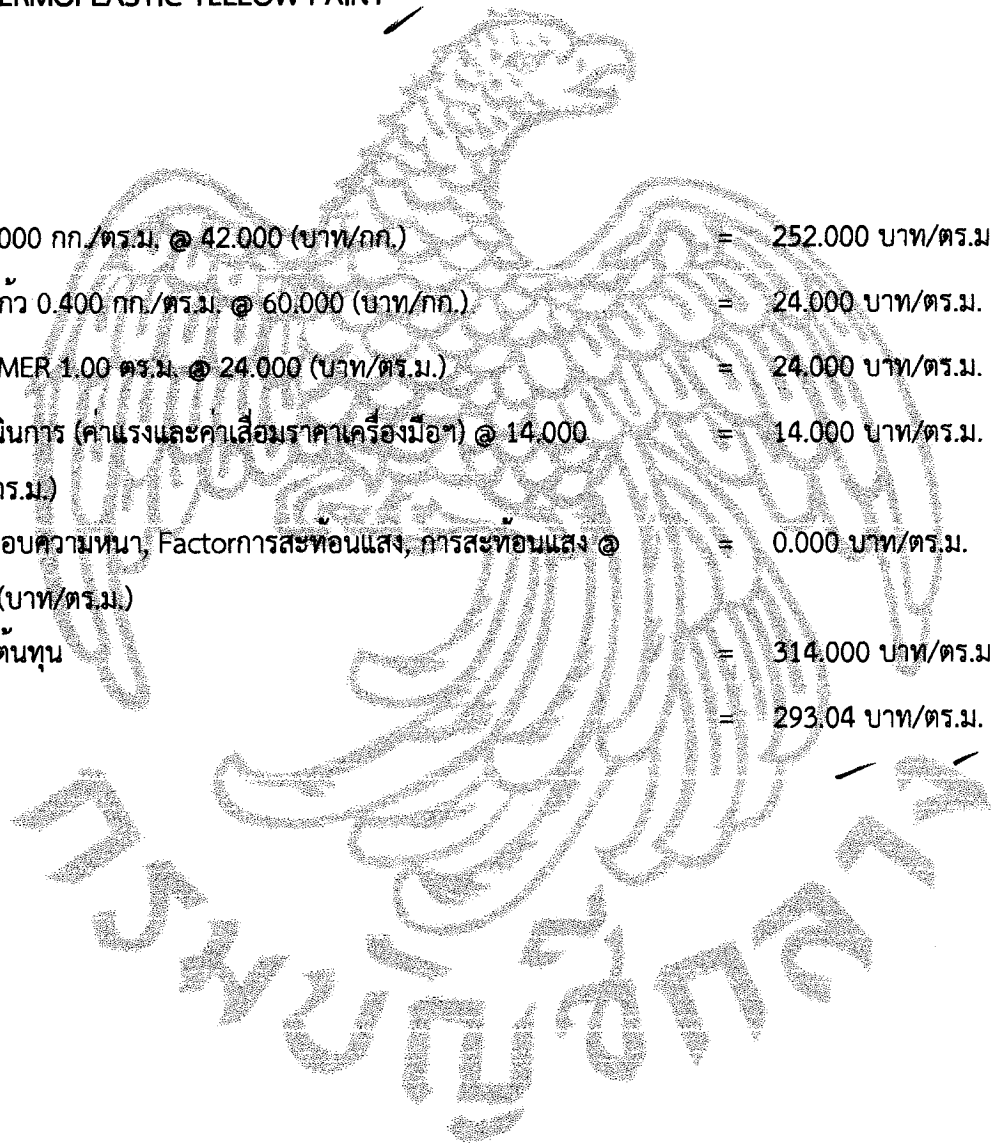 THERMOPLASTIC YELLOW PAINT
000 กก./ตร.ม. @ 42.000 (บาท/กก.) = 252.000 บาท/ตร.ม
แก้ว 0.400 กก./ตร.ม. @ 60.000 (บาท/กก.) = 24.000 บาท/ตร.ม.
MER 1.00 ตร.ม. @ 24.000 (บาท/ตร.ม.) = 24.000 บาท/ตร.ม.
เนินการ (ค่าแรงและค่าเสื่อมราคาเครื่องมือฯ) @ 14.000 = 14.000 บาท/ตร.ม.
ตร.ม.)
อบความหนา, Factorการสะท้อนแสง, การสะท้อนแสง @ = 0.000 บาท/ตร.ม.
(บาท/ตร.ม.)
ต้นทุน = 314.000 บาท/ตร.ม
= 293.04 บาท/ตร.ม.
กรมบัญชีกลาง